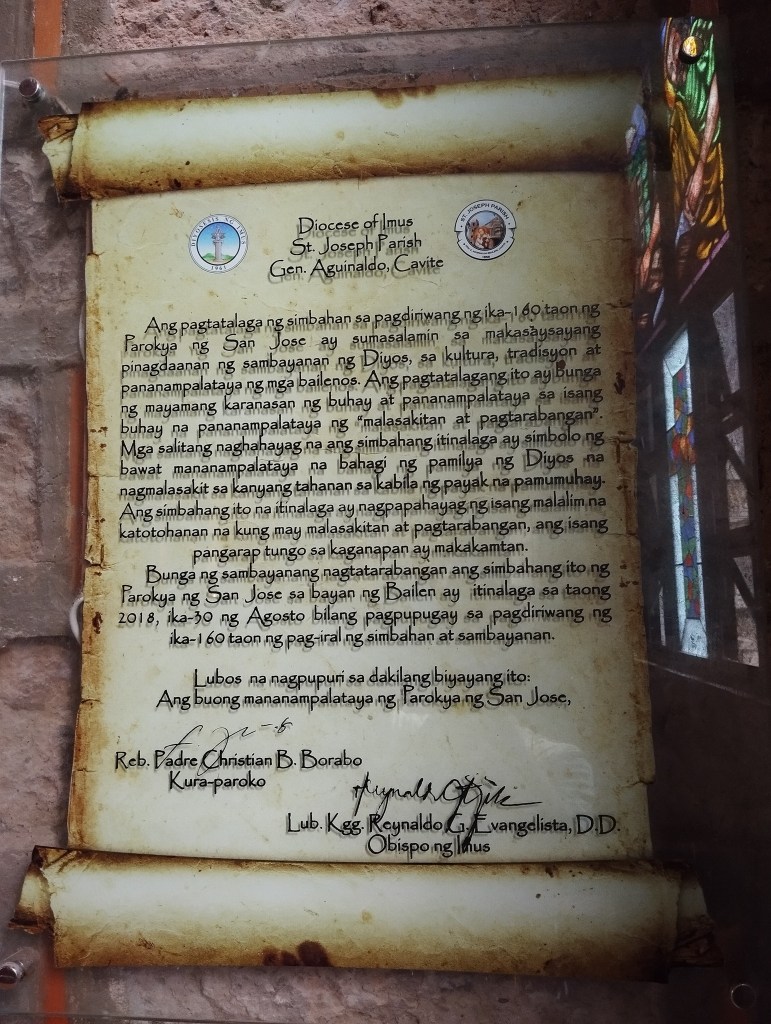 DIYOSESIS NG IMUS
1961
ST. JOSEPH PARISH
Diocese of Imus
St. Joseph Parish
Gen. Aguinaldo, Cavite
Ang pagtatalaga ng simbahan sa pagdiriwang ng ika-160 taon ng
Parokya ng San Jose ay sumasalamin sa makasaysayang
pinagdaanan ng sambayanan ng Diyos, sa kultura, tradisyon at
pananampalataya ng mga bailenos. Ang pagtatalagang ito ay Bunga
ng mayamang karanasan ng buhay at pananampalataya sa isang
buhay na pananampalataya ng “malasakitan at pagtarabangan”.
Mga salitang naghahayag na ang simbahang itinalaga ay simbolo ng
bawat mananampalataya na bahagi ng pamilya ng Diyos na
nagmalasakit sa kanyang tahanan sa kabila ng payak na pamumuhay.
Ang simbahang ito na itinalaga ay nagpapahayag ng isang malalim na
katotohanan na kung may malasakitan at pagtarabangan, ang isang
pangarap tungo sa kaganapan ay makakamtan.
Bunga ng sambayanang nagtatarabangan ang simbahang ito ng
Parokya ng San Jose sa bayan ng Bailen ay itinalaga sa taong
2018, ika-30 ng Agosto bilang pagpupugay sa pagdiriwang ng
ika-160 taon ng pag-iral ng simbahan at sambayanan.
Lubos na nagpupuri sa dakilang biyayang ito:
Ang buong mananampalataya ng Parokya ng San Jose,
Reb. Padre Christian B. Borabo
Kura-paroko
Lub. Kgg. Reynaldo G. Evangelista, D.D.
Obispo ng Imus